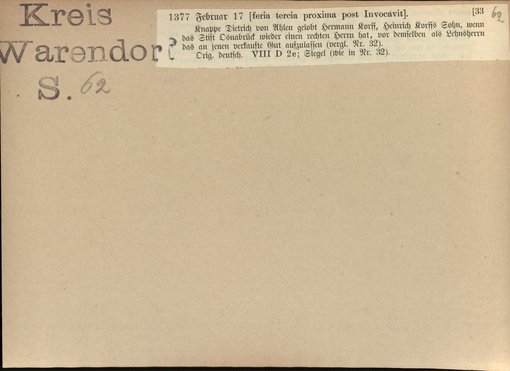 Kreis
Warendorf
S. 62
1377 Februar 17 [feria tercia proxima post Invocavit]. [33
62
Knappe Dietrich von Ahlen gelobt Hermann Korff, Heinrich Korffs Sohn, wenn
das Stift Osnabrück wieder einen rechten Herrn hat, vor demselben als Lehnsherrn
das an jenen verkaufte Gut aufzulassen (vergl. Nr. 32).
Orig. deutsch. VIII D 2e; Siegel (wie in Nr. 32).